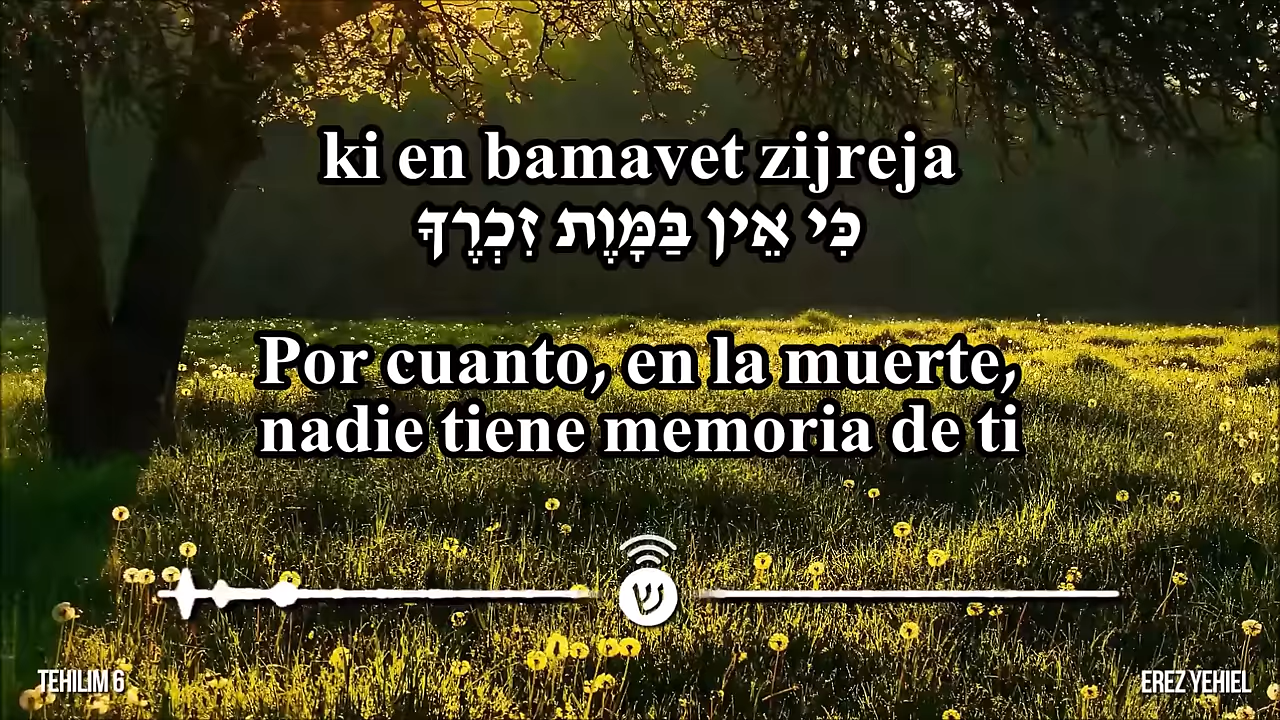 ki en bamavet zijreja
כִּי אֵין בַּמָּוֶת זִכְרֶךָ
Por cuanto, en la muerte,
nadie tiene memoria de ti
ש
TEHILIM 6
EREZ YEHIEL